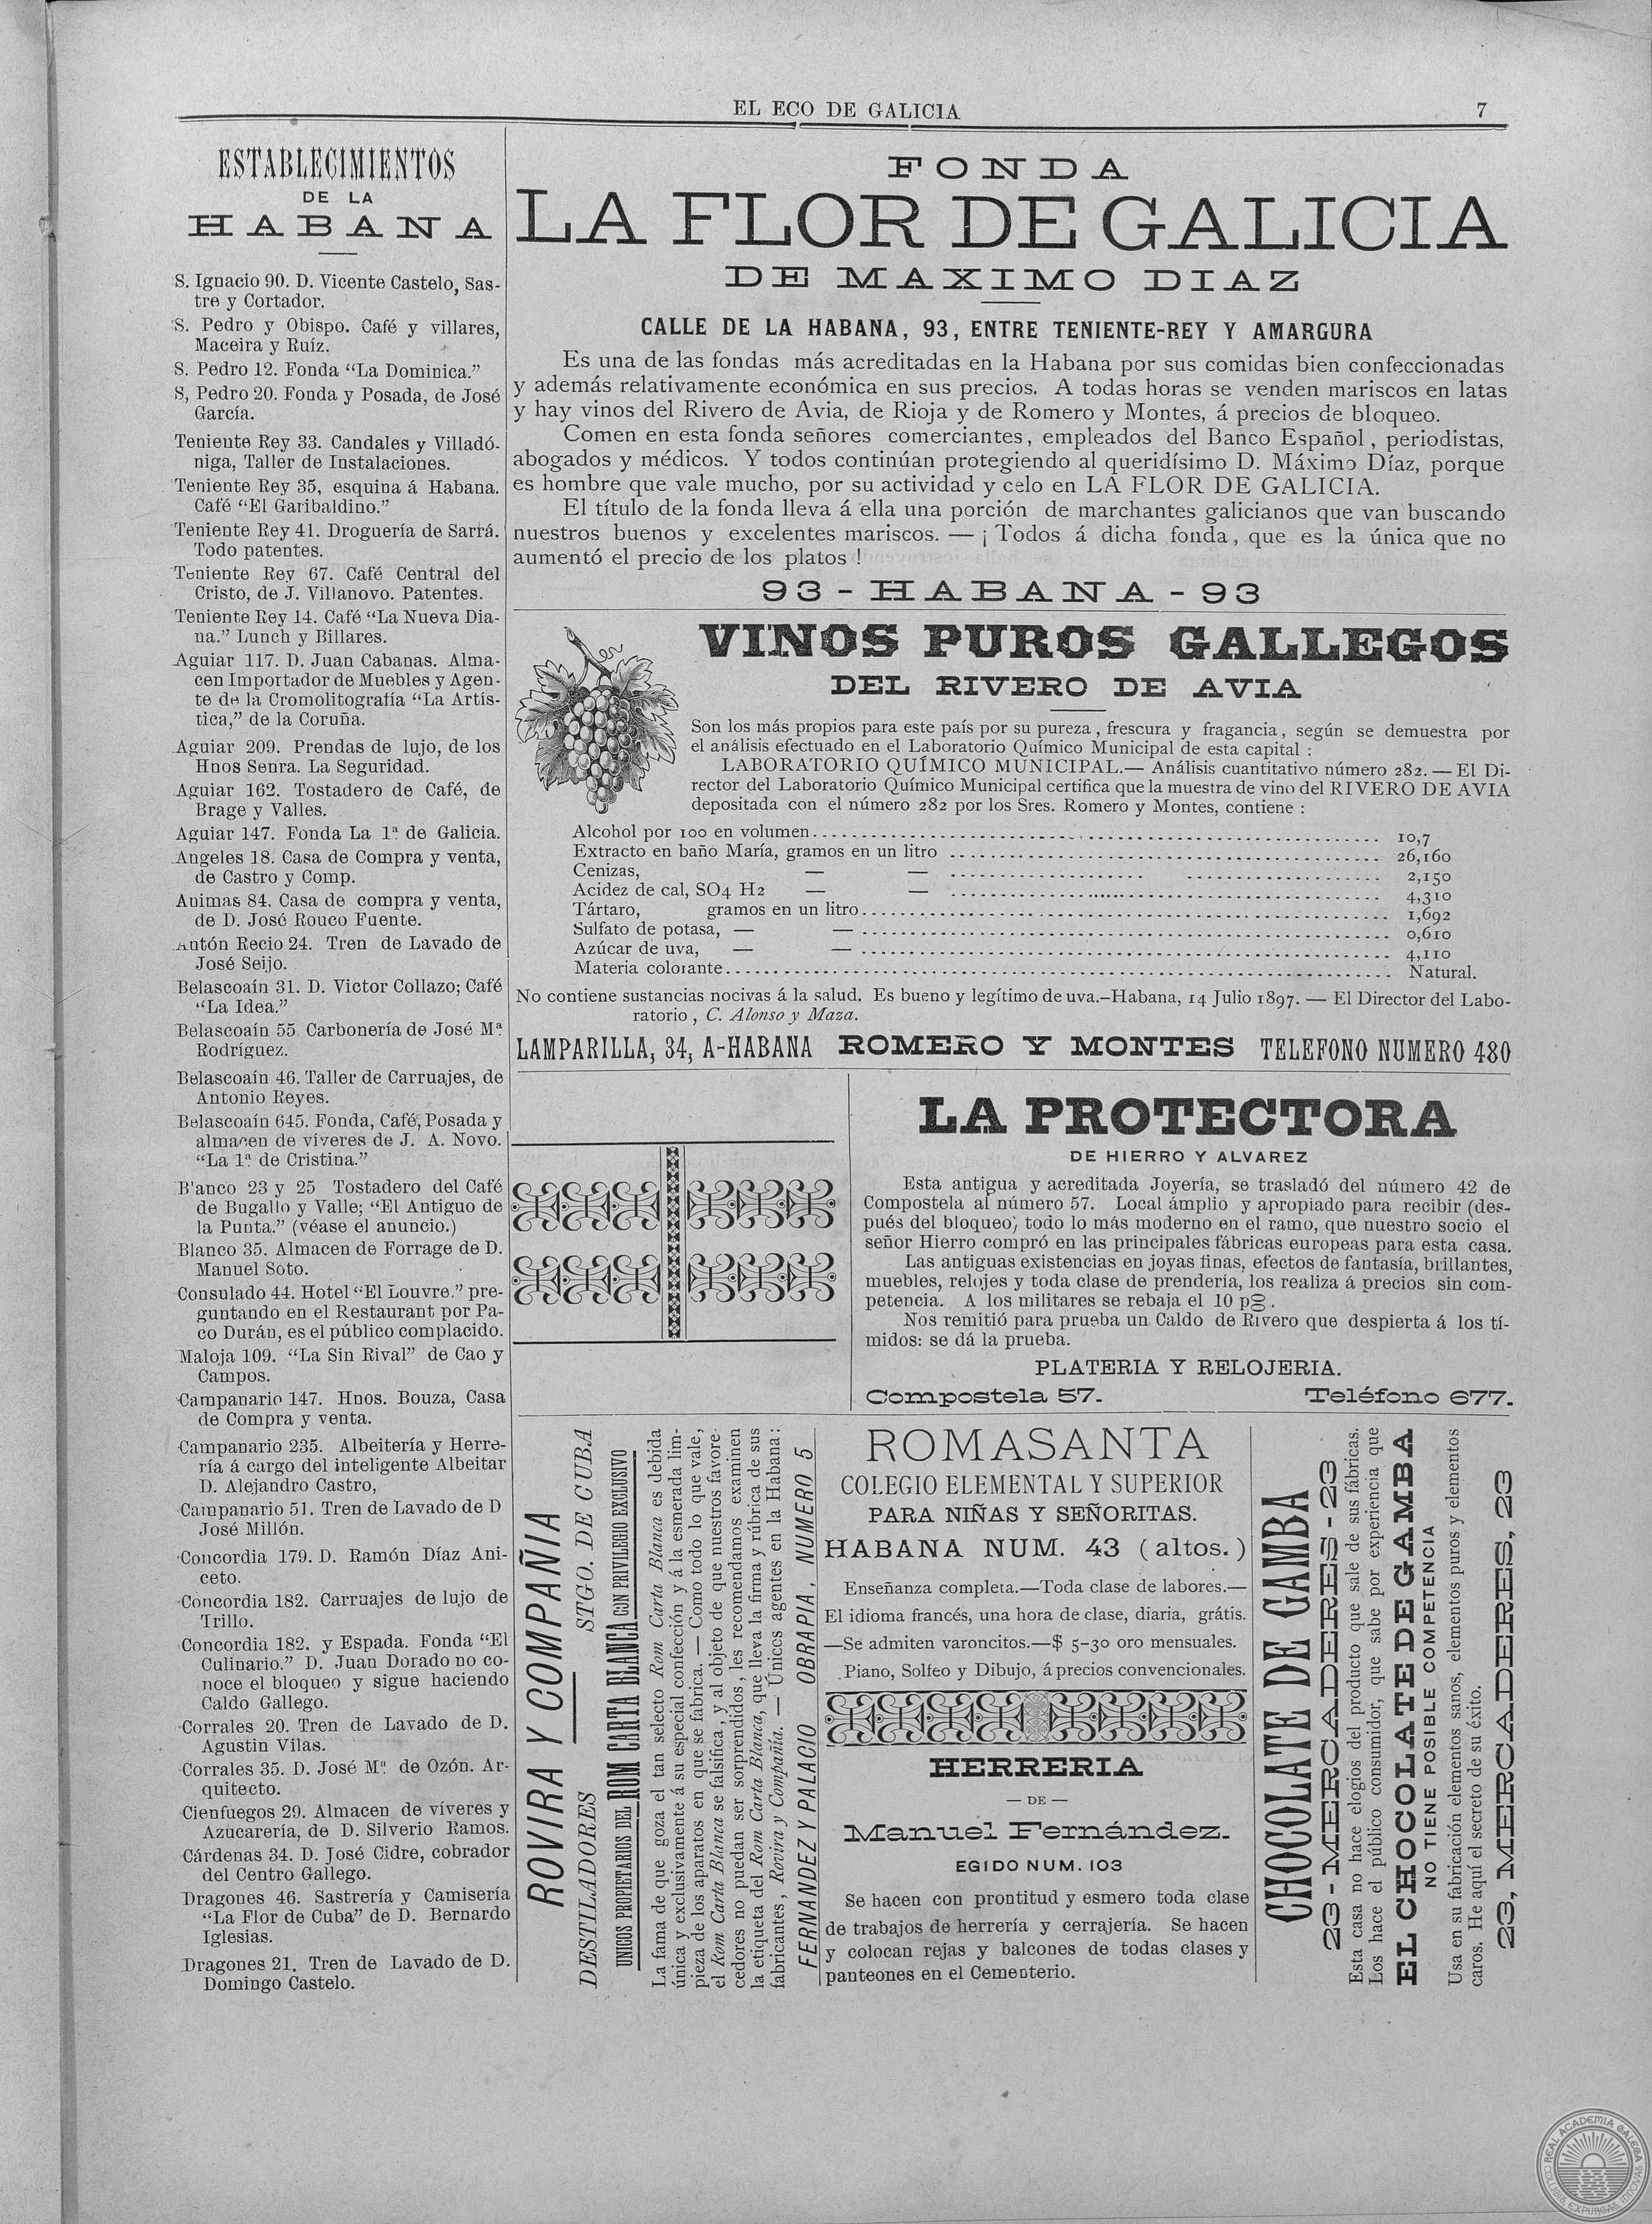 EL ECO DE GALICIA
7
ESTABLECIMIENTOS
DE LA
HABANA
S. Ignacio 90. D. Vicente Castelo, Sas-
tre y Cortador.
S. Pedro y Obispo. Café y villares,
Maceira y Ruíz.
S. Pedro 12. Fonda “La Dominica.”
S, Pedro 20. Fonda y Posada, de José
García.
Teniente Rey 33. Candales y Villadó-
niga, Taller de Instalaciones.
Teniente Rey 35, esquina á Habana.
Café “El Garibaldino.”
Teniente Rey 41. Droguería de Sarrá.
Todo patentes.
Teniente Rey 67. Café Central del
Cristo, de J. Villanovo. Patentes.
Teniente Rey 14. Café “La Nueva Dia-
na.” Lunch y Billares.
Aguiar 117. D. Juan Cabanas. Alma-
cen Importador de Muebles y Agen-
te de la Cromolitografía “La Artís-
tica,” de la Coruña.
Aguiar 209. Prendas de lujo, de los
Hnos Senra. La Seguridad.
Aguiar 162. Tostadero de Café, de
Brage y Valles.
Aguiar 147. Fonda La 1ª de Galicia.
Angeles 18. Casa de Compra y venta,
de Castro y Comp.
Animas 84. Casa de compra y venta,
de D. José Rouco Fuente.
Antón Recio 24. Tren de Lavado de
José Seijo.
Belascoaín 31. D. Victor Collazo; Café
“La Idea.”
Belascoaín 55 Carbonería de José Mª
Rodríguez.
Belascoaín 46. Taller de Carruajes, de
Antonio Reyes.
Belascoaín 645. Fonda, Café, Posada y
almacen de víveres de J. A. Novo.
“La 1ª de Cristina.”
Blanco 23 y 25 Tostadero del Café
de Bugallo y Valle; “El Antiguo de
la Punta.” (véase el anuncio.)
Blanco 35. Almacen de Forrage de D.
Manuel Soto.
Consulado 44. Hotel “El Louvre.” pre-
guntando en el Restaurant por Pa-
co Durán, es el público complacido.
Maloja 109. “La Sin Rival” de Cao y
Campos.
Campanario 147. Hnos. Bouza, Casa
de Compra y venta.
Campanario 235. Albeitería y Herre-
ría á cargo del inteligente Albeitar
D. Alejandro Castro,
Campanario 51. Tren de Lavado de D
José Millón.
Concordia 179. D. Ramón Díaz Ani-
ceto.
Concordia 182. Carruajes de lujo de
Trillo.
Concordia 182. y Espada. Fonda “El
Culinario.” D. Juan Dorado no co-
noce el bloqueo y sigue haciendo
Caldo Gallego.
Corrales 20. Tren de Lavado de D.
Agustin Vilas.
Corrales 35. D. José Mª de Ozón. Ar-
quitecto.
Cienfuegos 29. Almacen de víveres y
Azucarería, de D. Silverio Ramos.
Cárdenas 34. D. José Cidre, cobrador
del Centro Gallego.
Dragones 46. Sastrería y Camisería
“La Flor de Cuba” de D. Bernardo
Iglesias.
Dragones 21. Tren de Lavado de D.
Domingo Castelo.
FONDA
LA FLOR DE GALICIA
DE MAXIMO DIAZ
CALLE DE LA HABANA, 93, ENTRE TENIENTE-REY Y AMARGURA
Es una de las fondas más acreditadas en la Habana por sus comidas bien confeccionadas
y además relativamente económica en sus precios. A todas horas se venden mariscos en latas
y hay vinos del Rivero de Avia, de Rioja y de Romero y Montes, á precios de bloqueo.
Comen en esta fonda señores comerciantes, empleados del Banco Español, periodistas,
abogados y médicos. Y todos continúan protegiendo al queridísimo D. Máximo Díaz, porque
es hombre que vale mucho, por su actividad y celo en LA FLOR DE GALICIA.
El título de la fonda lleva á ella una porción de marchantes galicianos que van buscando
nuestros buenos y excelentes mariscos. — ¡Todos á dicha fonda, que es la única que no
aumentó el precio de los platos!
93 - HABANA - 93
VINOS PUROS GALLEGOS
DEL RIVERO DE AVIA
Son los más propios para este país por su pureza, frescura y fragancia, según se demuestra por
el análisis efectuado en el Laboratorio Químico Municipal de esta capital :
LABORATORIO QUÍMICO MUNICIPAL.— Análisis cuantitativo número 282. — El Di-
rector del Laboratorio Químico Municipal certifica que la muestra de vino del RIVERO DE AVIA
depositada con el número 282 por los Sres. Romero y Montes, contiene :
Alcohol por 100 en volumen ........ 10,7
Extracto en baño María, gramos en un litro ........ 26,160
Cenizas, — — ........ 2,150
Acidez de cal, SO4 H2 — — ........ 4,310
Tártaro, gramos en un litro ........ 1,692
Sulfato de potasa, — — ........ 0,610
Azúcar de uva, — — ........ 4,110
Materia colorante ........ Natural.
No contiene sustancias nocivas á la salud. Es bueno y legítimo de uva.–Habana, 14 Julio 1897. — El Director del Labo-
ratorio, C. Alonso y Maza.
LAMPARILLA, 34, A-HABANA ROMERO Y MONTES TELEFONO NUMERO 480
LA PROTECTORA
DE HIERRO Y ALVAREZ
Esta antigua y acreditada Joyería, se trasladó del número 42 de
Compostela al número 57. Local ámplio y apropiado para recibir (des-
pués del bloqueo) todo lo más moderno en el ramo, que nuestro socio el
señor Hierro compró en las principales fábricas europeas para esta casa.
Las antiguas existencias en joyas finas, efectos de fantasía, brillantes,
muebles, relojes y toda clase de prendería, los realiza á precios sin com-
petencia. A los militares se rebaja el 10 p8.
Nos remitió para prueba un Caldo de Rivero que despierta á los tí-
midos: se dá la prueba.
PLATERIA Y RELOJERIA.
Compostela 57. Teléfono 677.
ROVIRA Y COMPAÑIA
DESTILADORES STGO. DE CUBA
UNICOS PROPIETARIOS DEL ROM CARTA BLANCA CON PRIVILEGIO EXCLUSIVO
La fama de que goza el tan selecto Rom Carta Blanca es debida
única y exclusivamente á su especial confección y á la esmerada lim-
pieza de los aparatos en que se fabrica. — Como todo lo que vale,
el Rom Carta Blanca se falsifica, y al objeto de que nuestros favore-
cedores no puedan ser sorprendidos, les recomendamos examinen
la etiqueta del Rom Carta Blanca, que lleva la firma y rúbrica de sus
fabricantes, Rovira y Compañía. — Únicos agentes en la Habana:
FERNANDEZ Y PALACIO OBRAPIA, NUMERO 5
ROMASANTA
COLEGIO ELEMENTAL Y SUPERIOR
PARA NIÑAS Y SEÑORITAS.
HABANA NUM. 43 (altos.)
Enseñanza completa.—Toda clase de labores.—
El idioma francés, una hora de clase, diaria, grátis.
—Se admiten varoncitos.—$ 5-30 oro mensuales.
Piano, Solfeo y Dibujo, á precios convencionales.
HERRERIA
— DE —
Manuel Fernández.
EGIDO NUM. 103
Se hacen con prontitud y esmero toda clase
de trabajos de herrería y cerrajería. Se hacen
y colocan rejas y balcones de todas clases y
panteones en el Cementerio.
CHOCOLATE DE GAMBA
23 - MERCADERES - 23
Esta casa no hace elogios del producto que sale de sus fábricas.
Los hace el público consumidor, que sabe por experiencia que
EL CHOCOLATE DE GAMBA
NO TIENE POSIBLE COMPETENCIA
Usa en su fabricación elementos sanos, elementos puros y elementos
caros. He aquí el secreto de su éxito.
23, MERCADERES, 23
REAL ACADEMIA GALEGA
COLLIGIT, EXPURGAT, INNOVAT